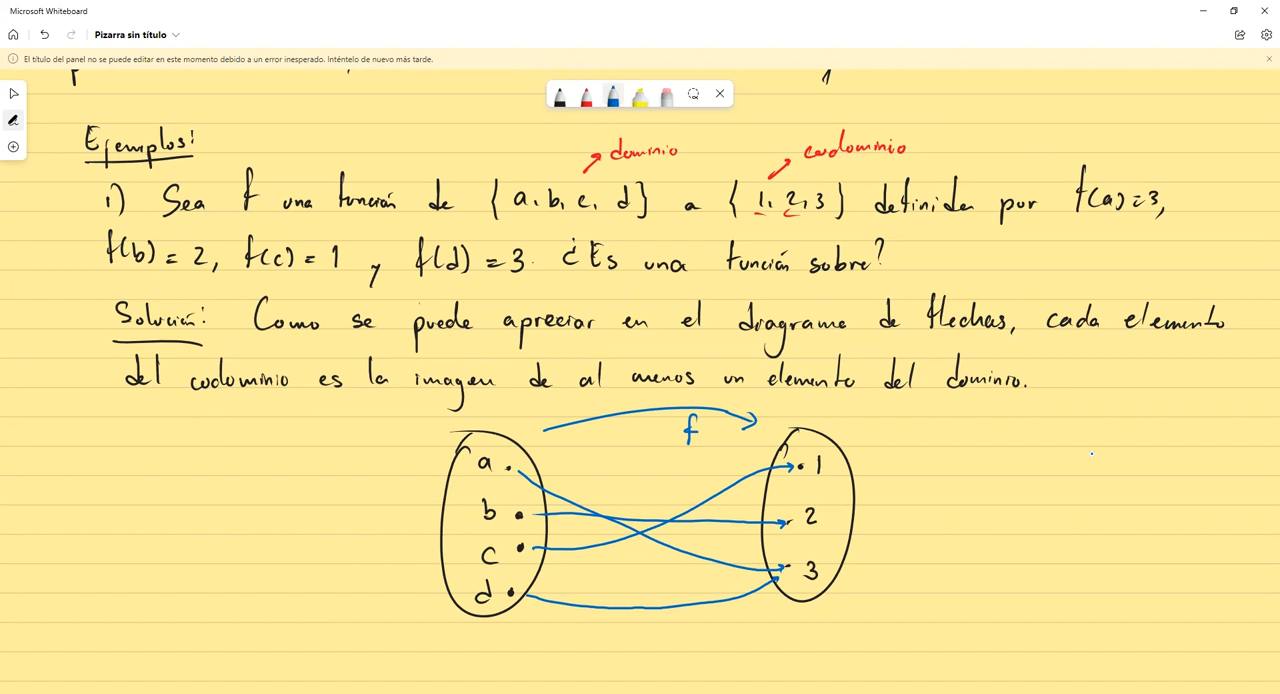 Microsoft Whiteboard
Pizarra sin título
El título del panel no se puede editar en este momento debido a un error inesperado. Inténtelo de nuevo más tarde.
Ejemplos:
dominio
codominio
1) Sea f una función de {a, b, c, d} a {1, 2, 3} definida por f(a)=3,
f(b) = 2, f(c) = 1 y f(d) = 3. ¿Es una función sobre?
Solución: Como se puede apreciar en el diagrama de flechas, cada elemento
del codominio es la imagen de al menos un elemento del dominio.
f
a
b
c
d
1
2
3